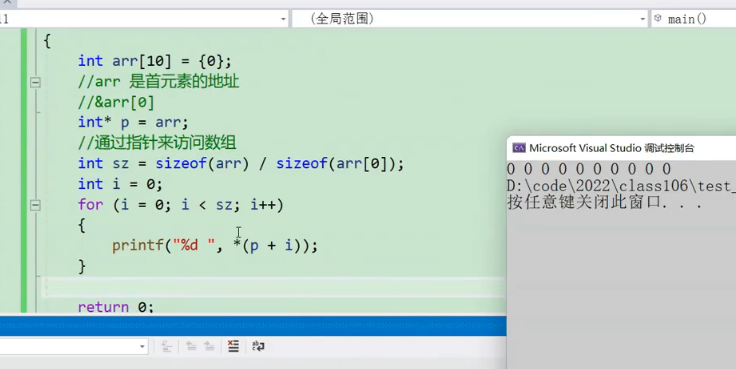 (全局范围)
main()
{
int arr[10] = {0};
//arr 是首元素的地址
//&arr[0]
int* p = arr;
//通过指针来访问数组
int sz = sizeof(arr) / sizeof(arr[0]);
int i = 0;
for (i = 0; i < sz; i++)
{
printf("%d ", *(p + i));
}
return 0;
Microsoft Visual Studio 调试控制台
0 0 0 0 0 0 0 0 0 0
D:\code\2022\class106\test_
按任意键关闭此窗口. . .